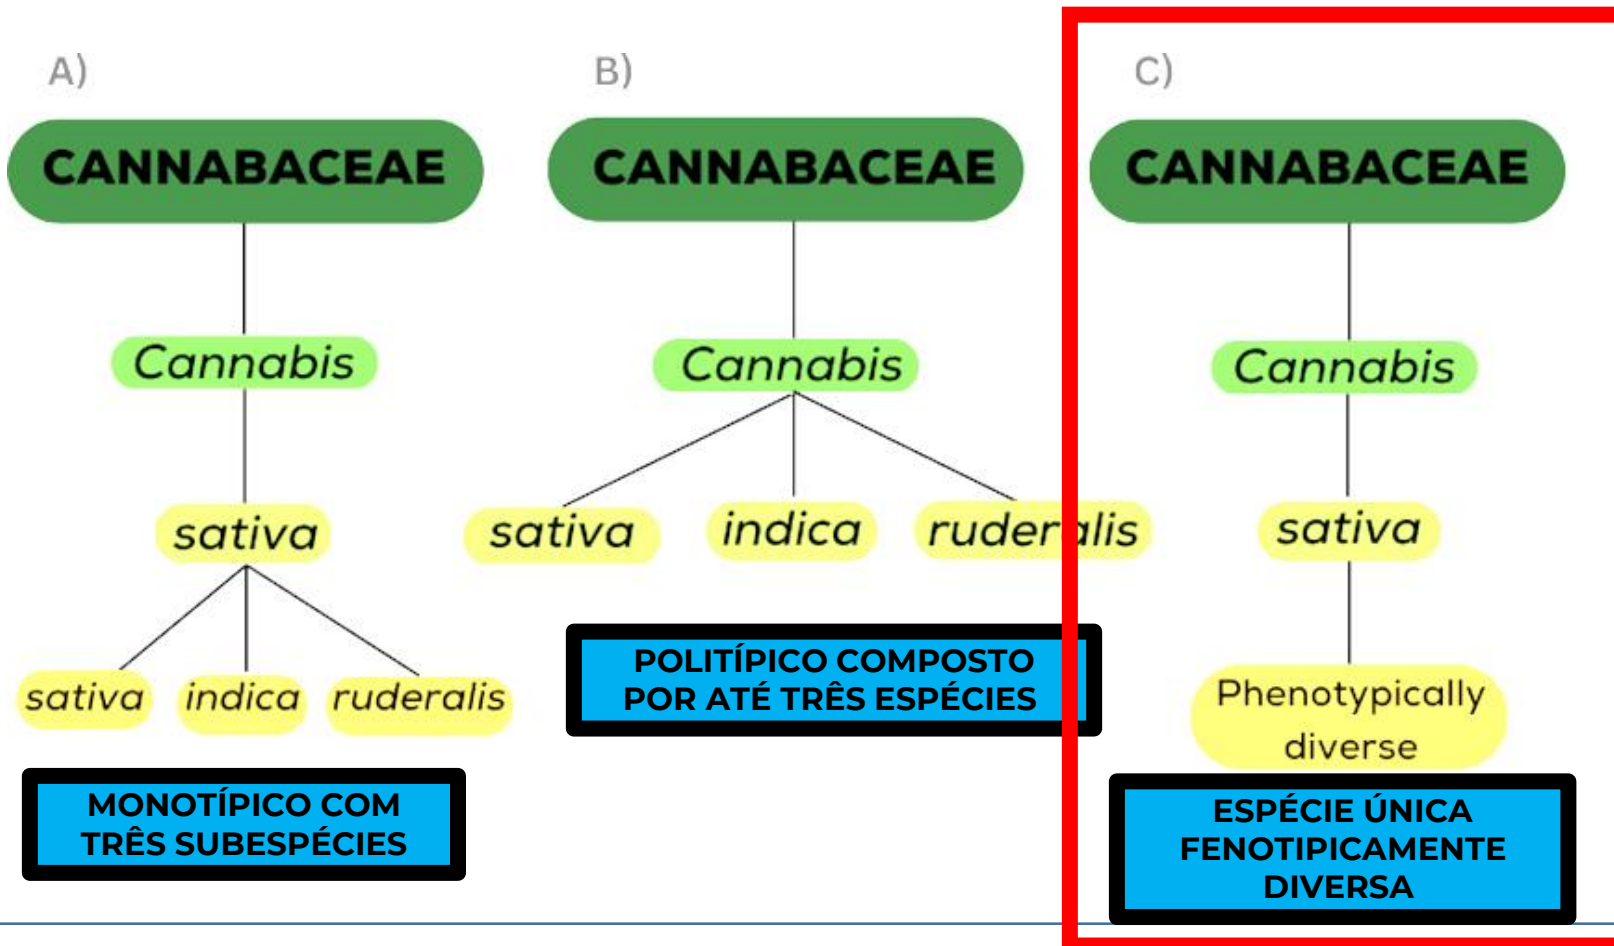 A)
CANNABACEAE
Cannabis
sativa
sativa indica ruderalis
MONOTÍPICO COM
TRÊS SUBESPÉCIES
B)
CANNABACEAE
Cannabis
sativa indica ruderalis
POLITÍPICO COMPOSTO
POR ATÉ TRÊS ESPÉCIES
C)
CANNABACEAE
Cannabis
sativa
Phenotypically
diverse
ESPÉCIE ÚNICA
FENOTIPICAMENTE
DIVERSA